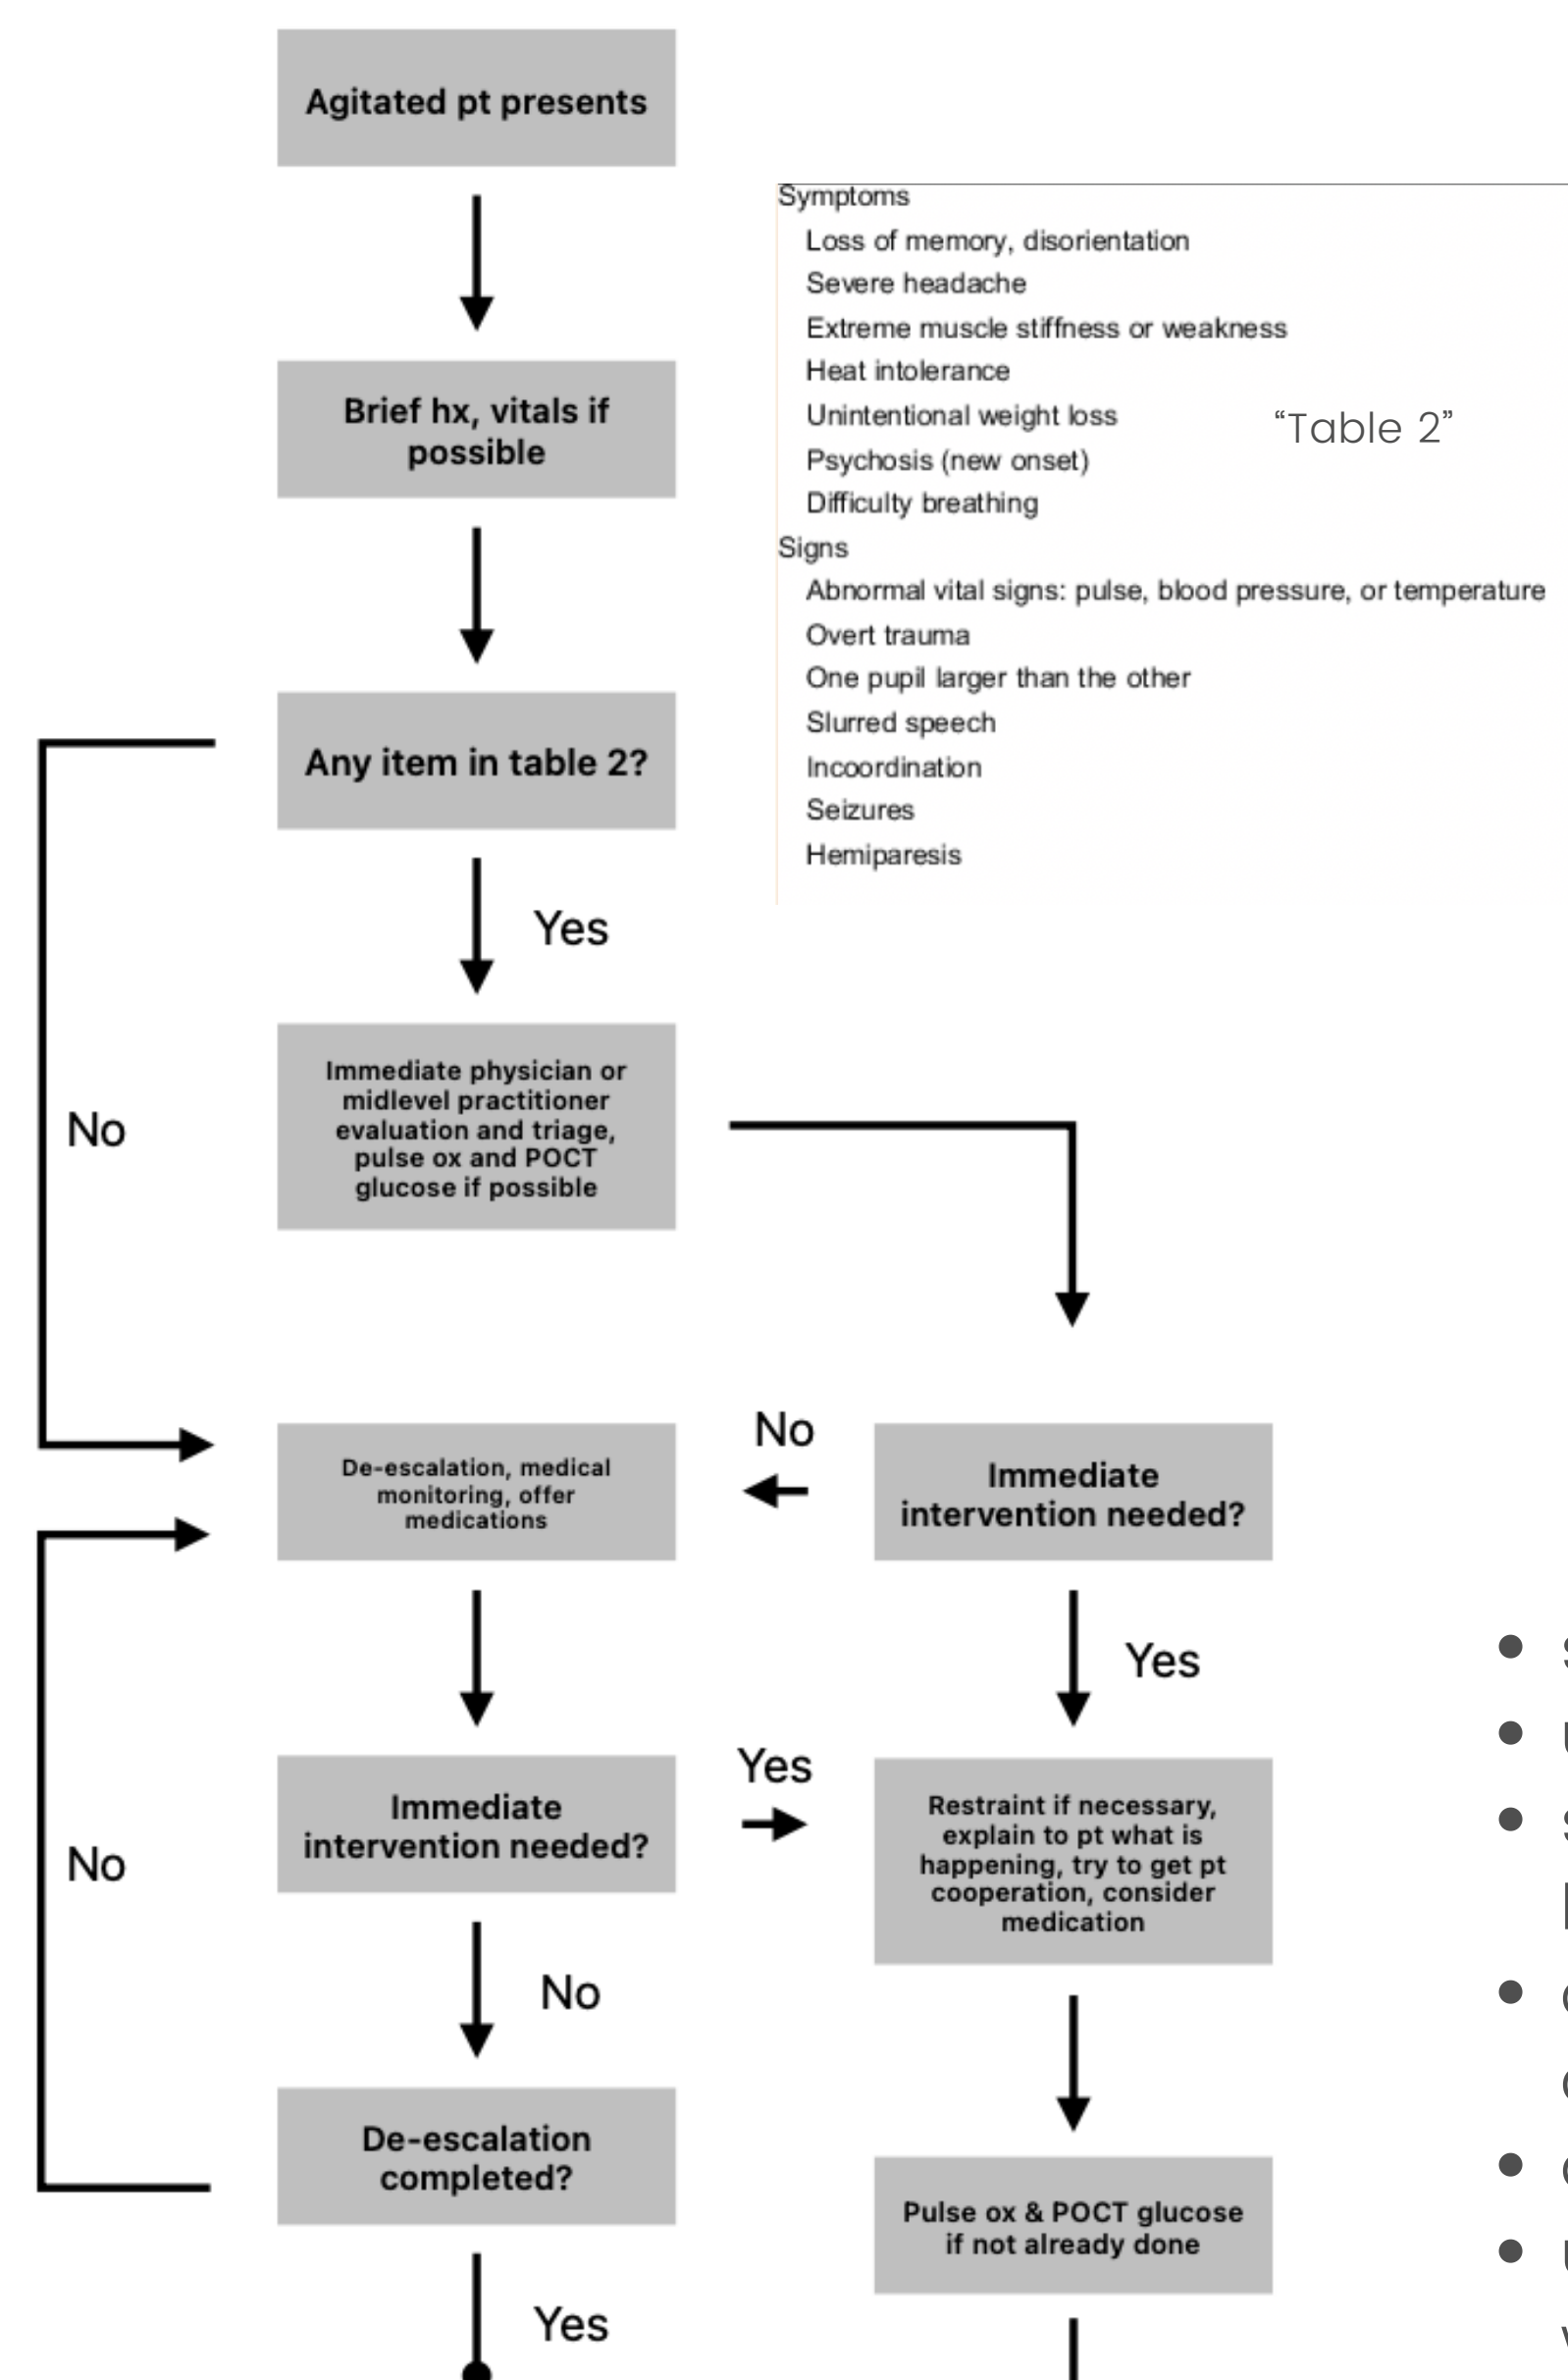 Agitated pt presents
Brief hx, vitals if
possible
Symptoms
Loss of memory, disorientation
Severe headache
Extreme muscle stiffness or weakness
Heat intolerance
Unintentional weight loss
“Table 2”
Psychosis (new onset)
Difficulty breathing
Signs
Abnormal vital signs: pulse, blood pressure, or temperature
Overt trauma
One pupil larger than the other
Slurred speech
Incoordination
Seizures
Hemiparesis
Any item in table 2?
Yes
No
Immediate physician or
midlevel practitioner
evaluation and triage,
pulse ox and POCT
glucose if possible
No
De-escalation, medical
monitoring, offer
medications
Immediate
intervention needed?
Yes
Immediate
intervention needed?
Yes
Restraint if necessary,
explain to pt what is
happening, try to get pt
cooperation, consider
medication
No
No
De-escalation
completed?
Pulse ox & POCT glucose
if not already done
Yes